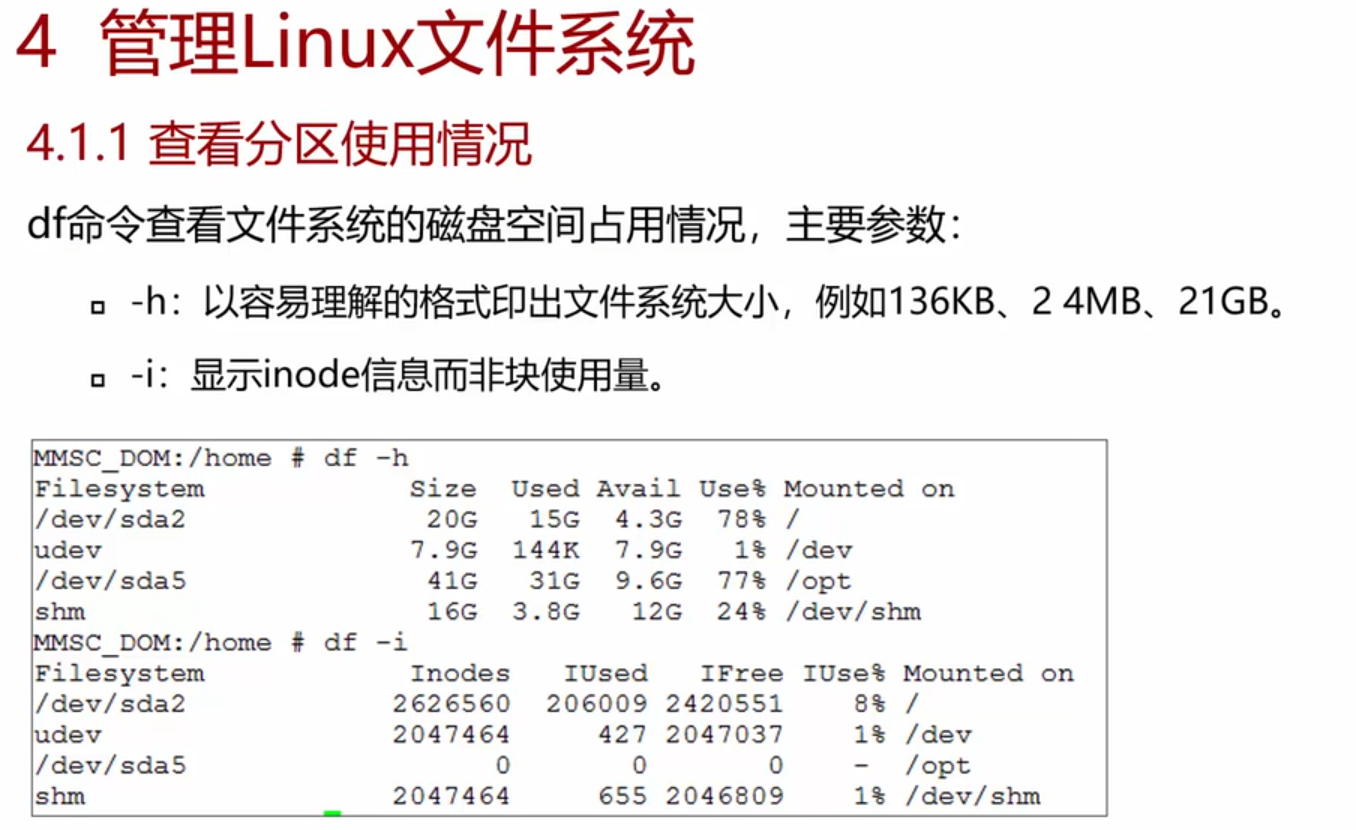 4 管理Linux文件系统
4.1.1 查看分区使用情况
df命令查看文件系统的磁盘空间占用情况，主要参数：
-h：以容易理解的格式印出文件系统大小，例如136KB、2 4MB、21GB。
-i：显示inode信息而非块使用量。
MMSC_DOM:/home # df -h
Filesystem            Size  Used Avail Use% Mounted on
/dev/sda2              20G   15G  4.3G  78% /
udev                  7.9G  144K  7.9G   1% /dev
/dev/sda5              41G   31G  9.6G  77% /opt
shm                    16G  3.8G   12G  24% /dev/shm
MMSC_DOM:/home # df -i
Filesystem            Inodes   IUsed   IFree IUse% Mounted on
/dev/sda2            2626560  206009 2420551    8% /
udev                 2047464     427 2047037    1% /dev
/dev/sda5                  0       0       0    -  /opt
shm                  2047464     655 2046809    1% /dev/shm